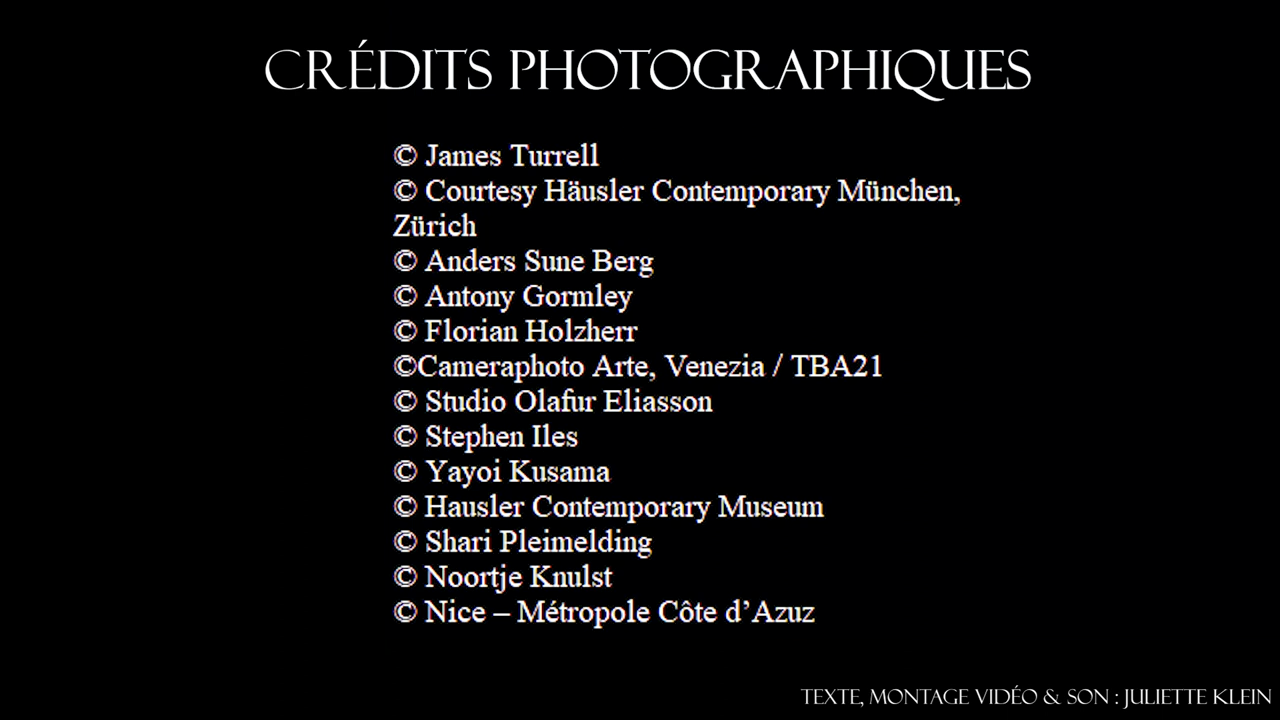 CRÉDITS PHOTOGRAPHIQUES
© James Turrell
© Courtesy Häusler Contemporary München,
Zürich
© Anders Sune Berg
© Antony Gormley
© Florian Holzherr
©Cameraphoto Arte, Venezia / TBA21
© Studio Olafur Eliasson
© Stephen Iles
© Yayoi Kusama
© Hausler Contemporary Museum
© Shari Pleimelding
© Noortje Knulst
© Nice – Métropole Côte d’Azuz
TEXTE, MONTAGE VIDÉO & SON : JULIETTE KLEIN